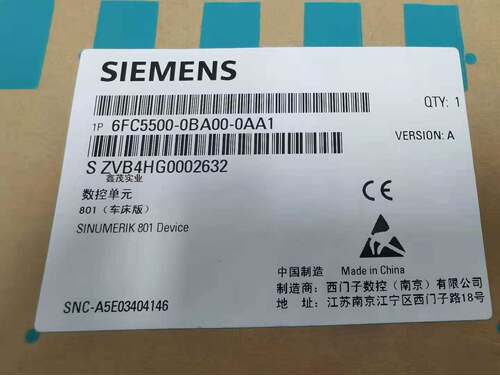 SIEMENS
QTY: 1
1P 6FC5500-0BA00-0AA1
VERSION: A
S ZVB4HG0002632
鑫茂实业
数控单元
801 (车床版)
SINUMERIK 801 Device
CE
中国制造 Made in China
制造商: 西门子数控 (南京) 有限公司
地 址: 江苏南京江宁区西门子路18号
SNC-A5E03404146